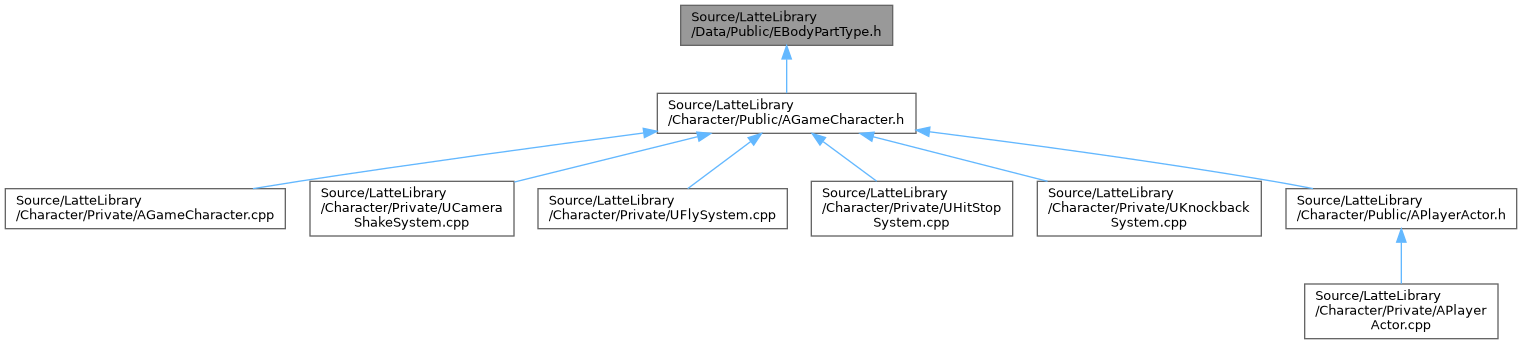 Source/LatteLibrary
/Data/Public/EBodyPartType.h
Source/LatteLibrary
/Character/Public/AGameCharacter.h
Source/LatteLibrary
/Character/Private/AGameCharacter.cpp
Source/LatteLibrary
/Character/Private/UCamera
ShakeSystem.cpp
Source/LatteLibrary
/Character/Private/UFlySystem.cpp
Source/LatteLibrary
/Character/Private/UHitStop
System.cpp
Source/LatteLibrary
/Character/Private/UKnockback
System.cpp
Source/LatteLibrary
/Character/Public/APlayerActor.h
Source/LatteLibrary
/Character/Private/APlayer
Actor.cpp